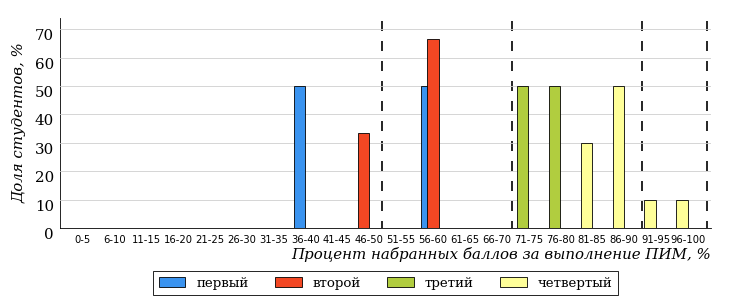 Доля студентов, %
70
60
50
40
30
20
10
0
0-5 6-10 11-15 16-20 21-25 26-30 31-35 36-40 41-45 46-50 51-55 56-60 61-65 66-70 71-75 76-80 81-85 86-90 91-95 96-100
Процент набранных баллов за выполнение ПИМ, %
первый второй третий четвертый